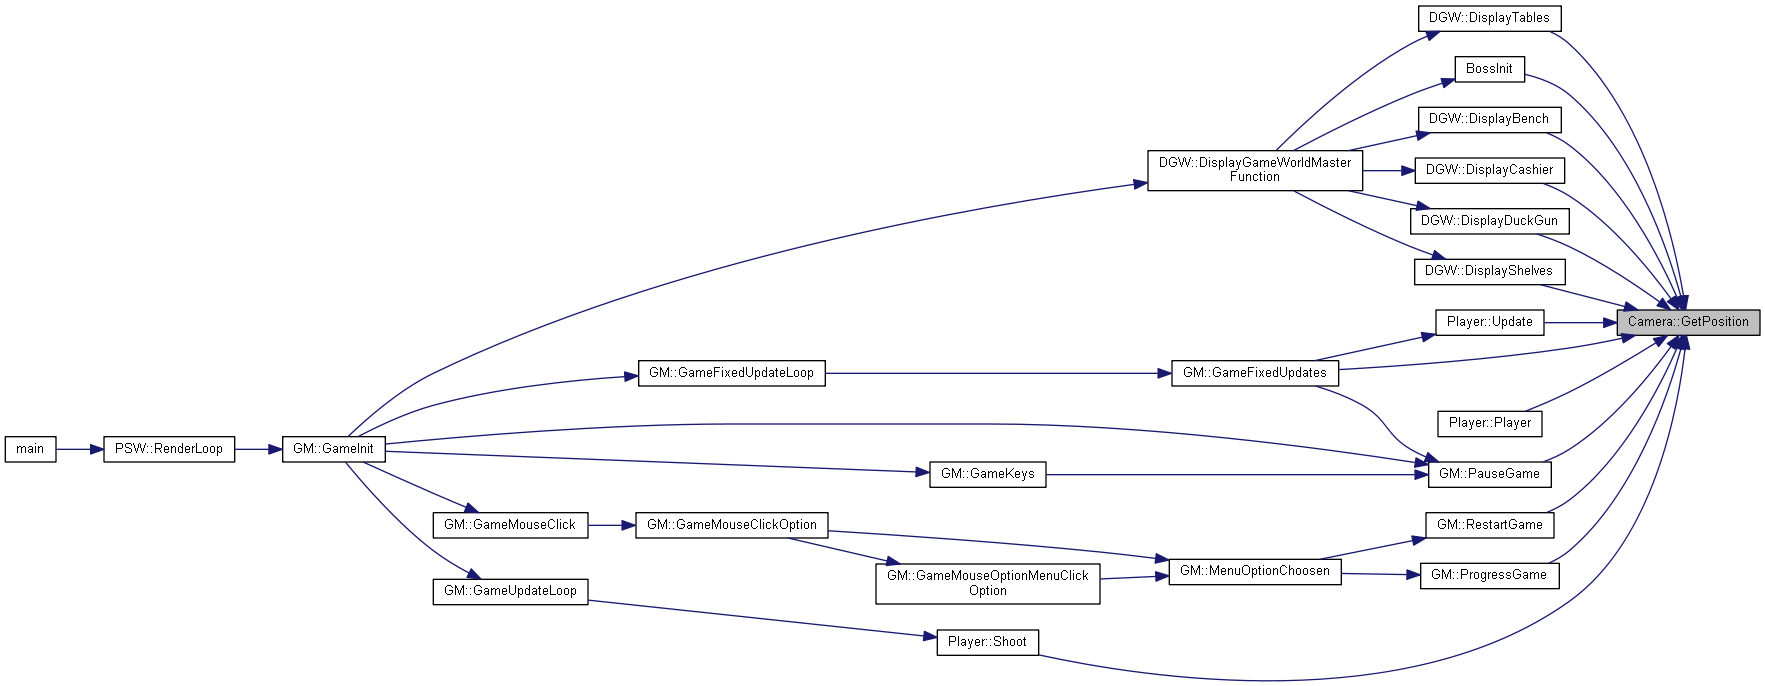 DGW::DisplayTables
BossInit
DGW::DisplayBench
DGW::DisplayGameWorldMaster
Function
DGW::DisplayCashier
DGW::DisplayDuckGun
DGW::DisplayShelves
Player::Update
Camera::GetPosition
GM::GameFixedUpdateLoop
GM::GameFixedUpdates
Player::Player
main
PSW::RenderLoop
GM::GameInit
GM::GameKeys
GM::PauseGame
GM::GameMouseClick
GM::GameMouseClickOption
GM::RestartGame
GM::GameMouseOptionMenuClick
Option
GM::MenuOptionChoosen
GM::ProgressGame
GM::GameUpdateLoop
Player::Shoot